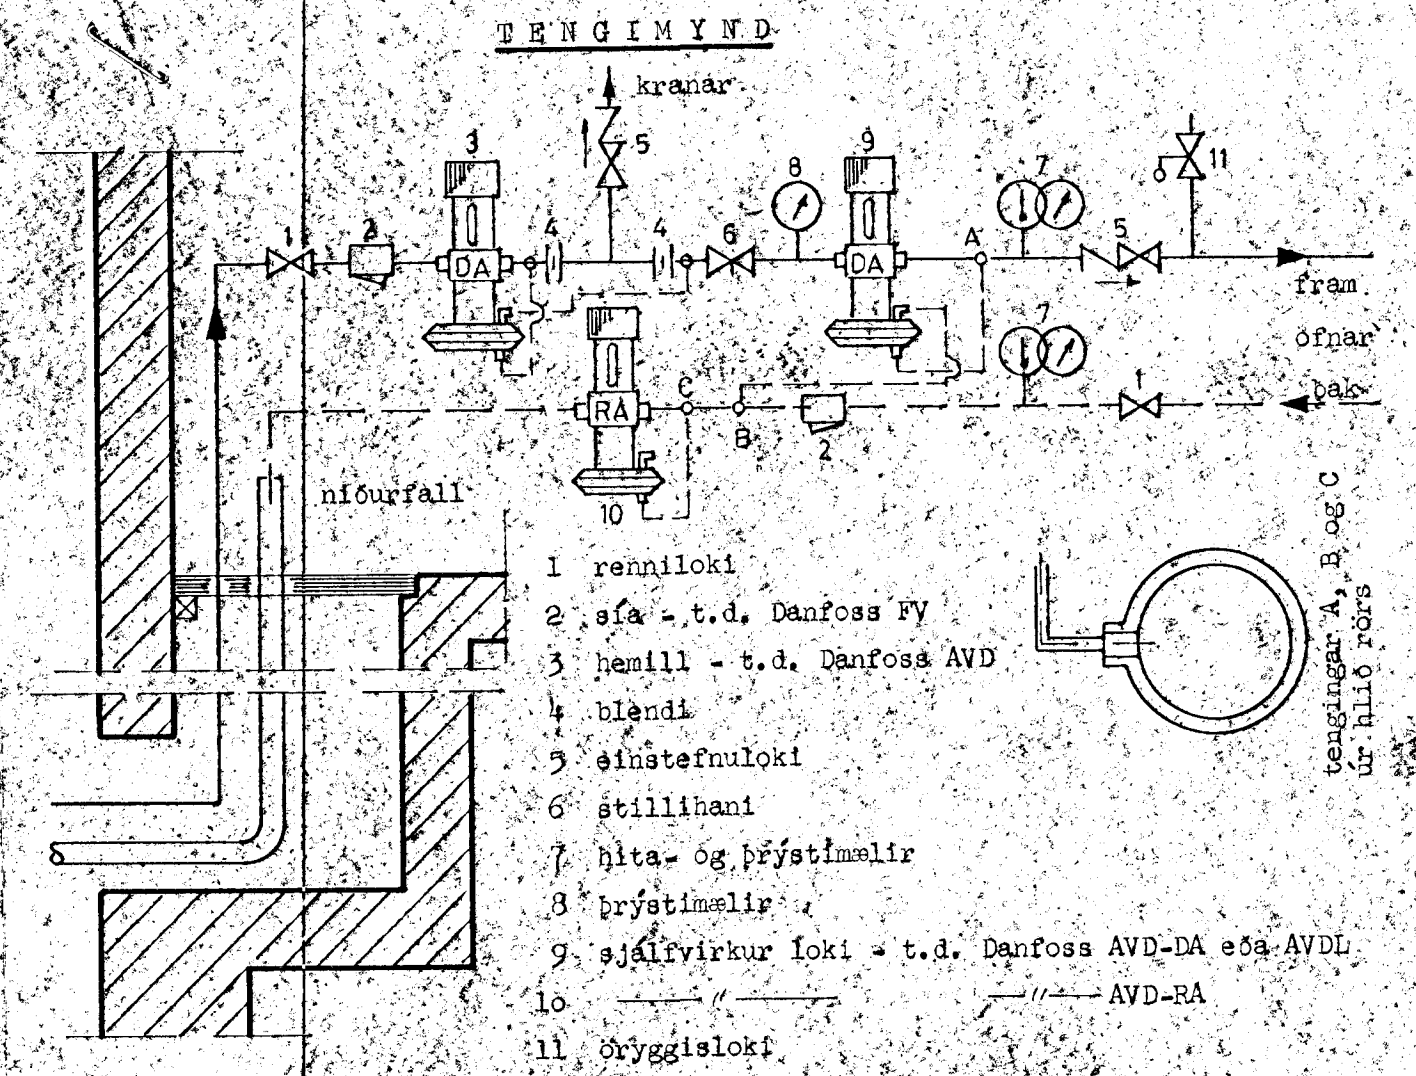 TENGIMYND
kranar
3
5
9
8
7
11
1
2
4
4
6
A
5
DA
DA
fram
7
ofnar
1
bak
RA
C
B
2
niðurfall
10
1 renniloki
2 sía - t.d. Danfoss FV
3 hemill - t.d. Danfoss AVD
4 blendi
5 einstefnuloki
6 stillihani
7 hita- og þrýstimælir
8 þrýstimælir
9 sjálfvirkur loki - t.d. Danfoss AVD-DA eða AVDL
10 —〃— —〃— AVD-RA
11 öryggisloki
tengingar A, B og C
úr hlið rörs